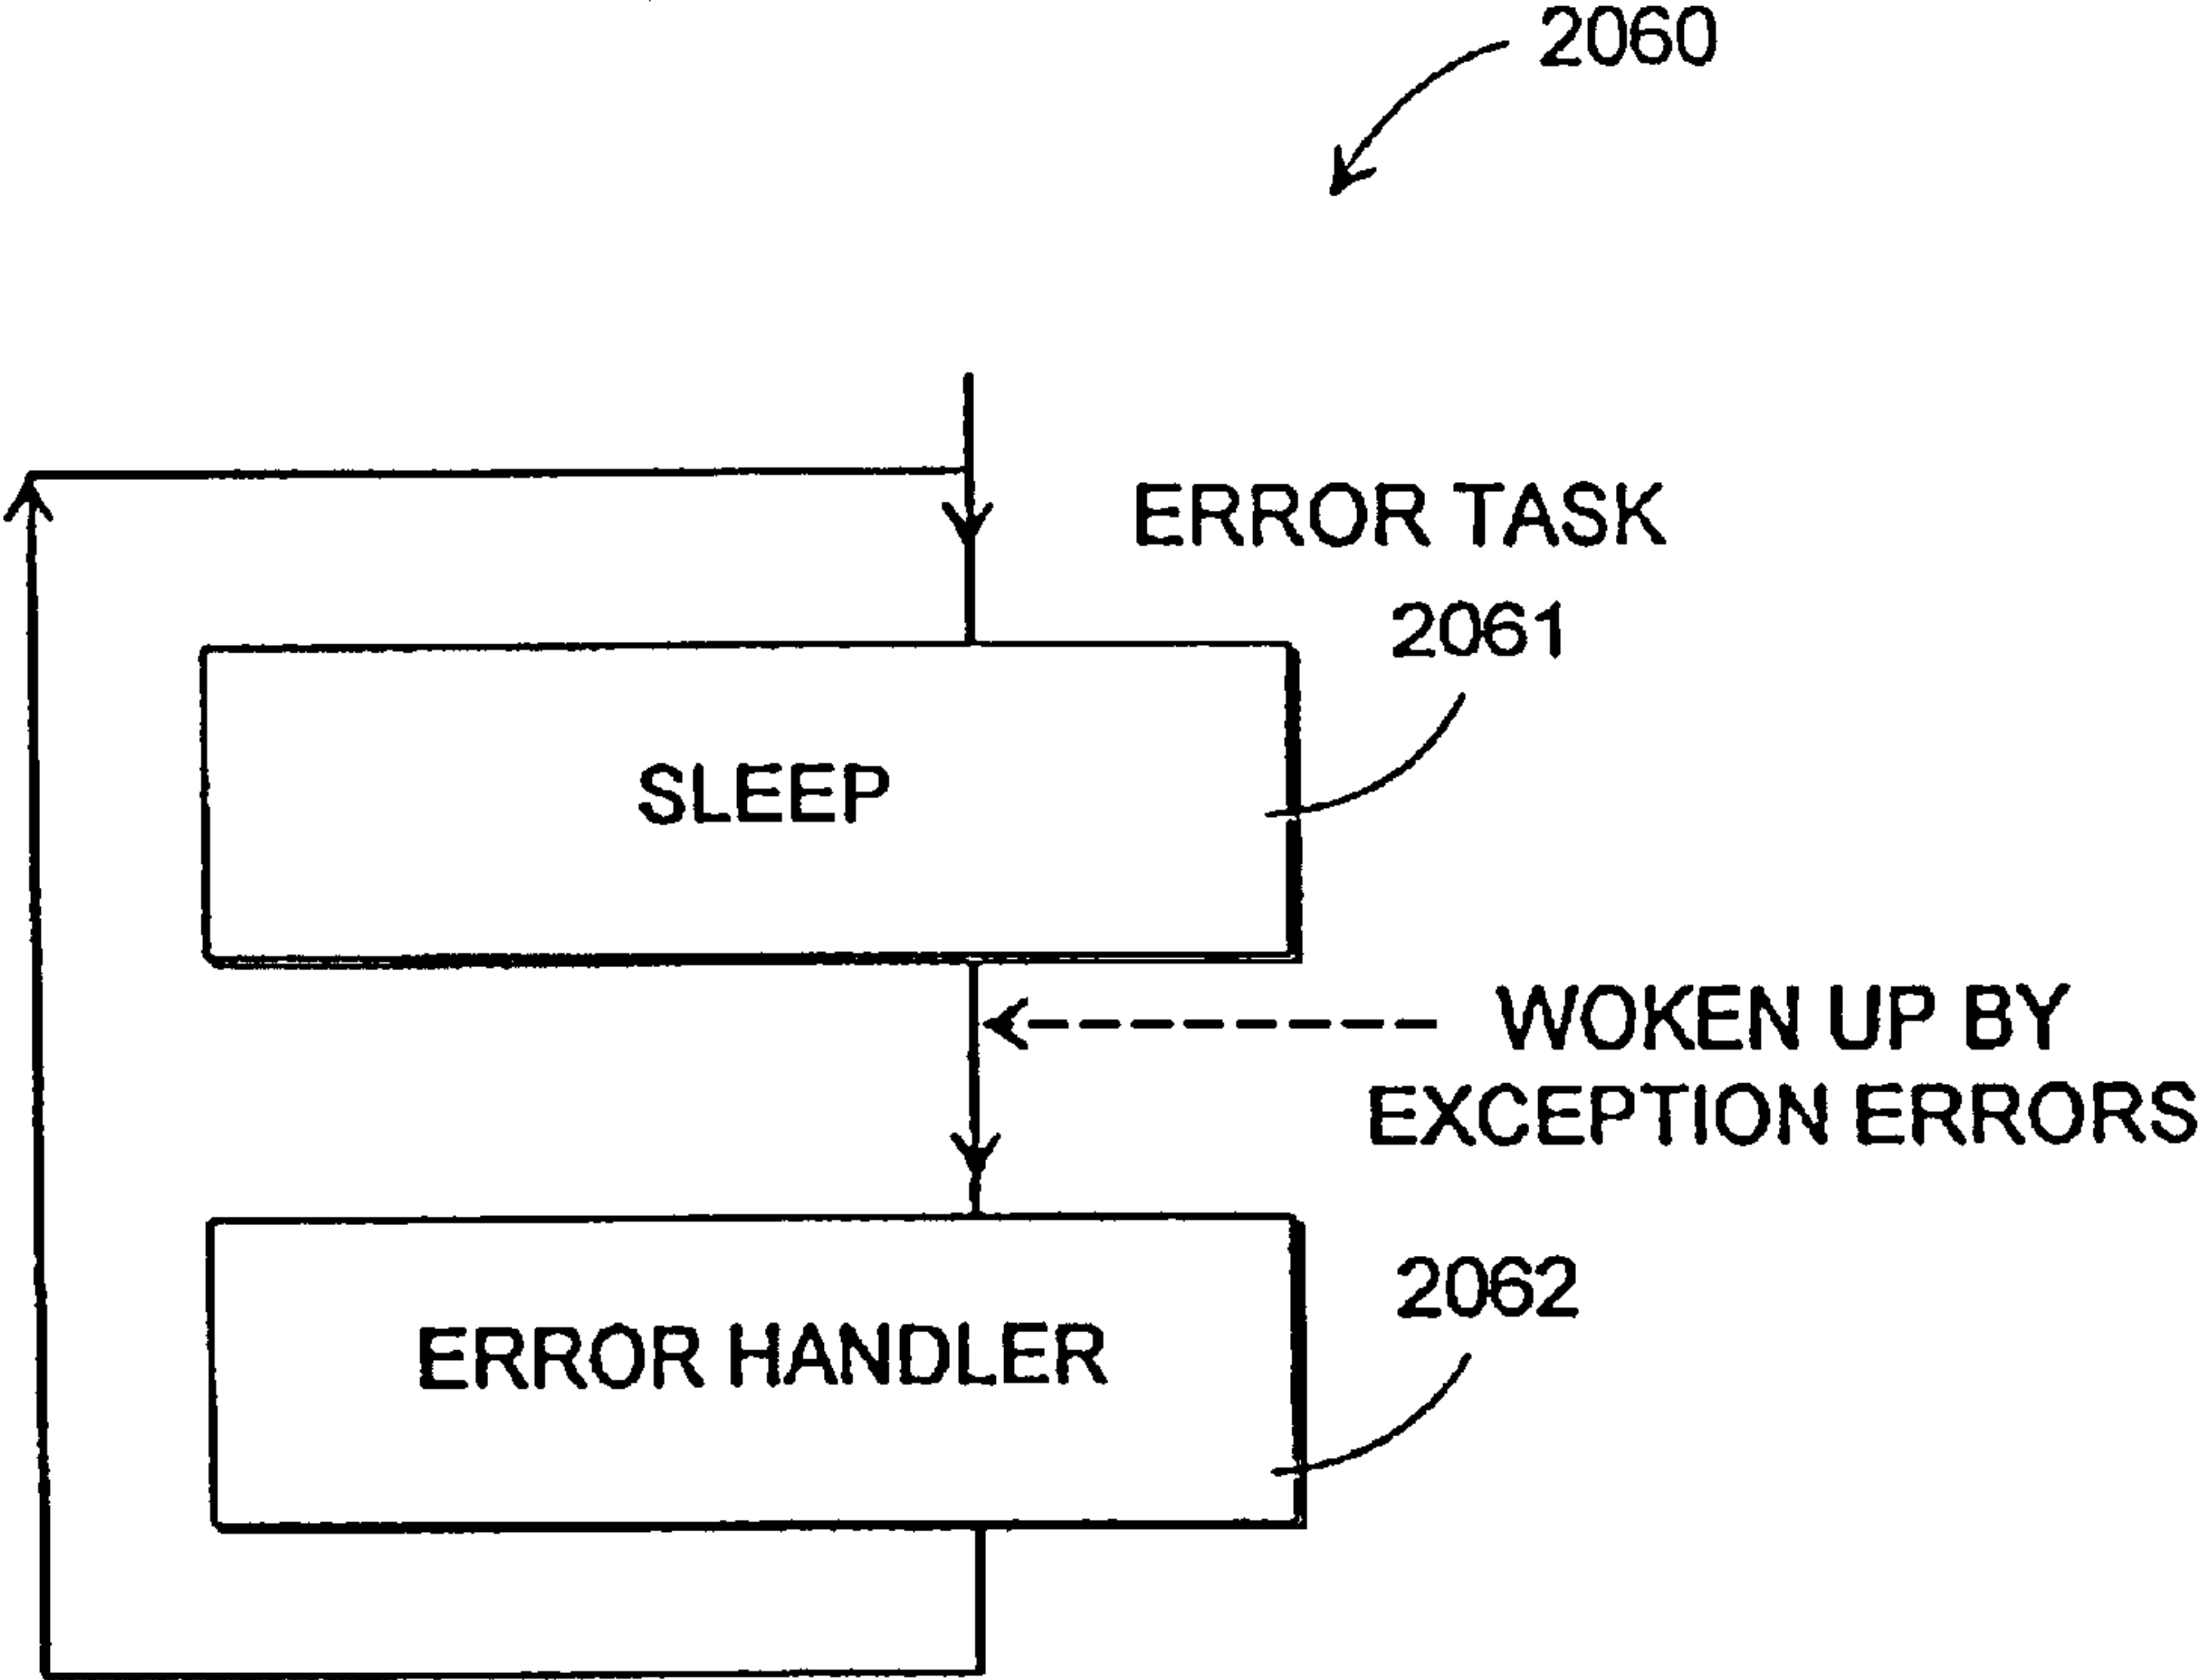 2060
ERROR TASK
2061
SLEEP
WOKEN UP BY
EXCEPTION ERRORS
2062
ERROR HANDLER